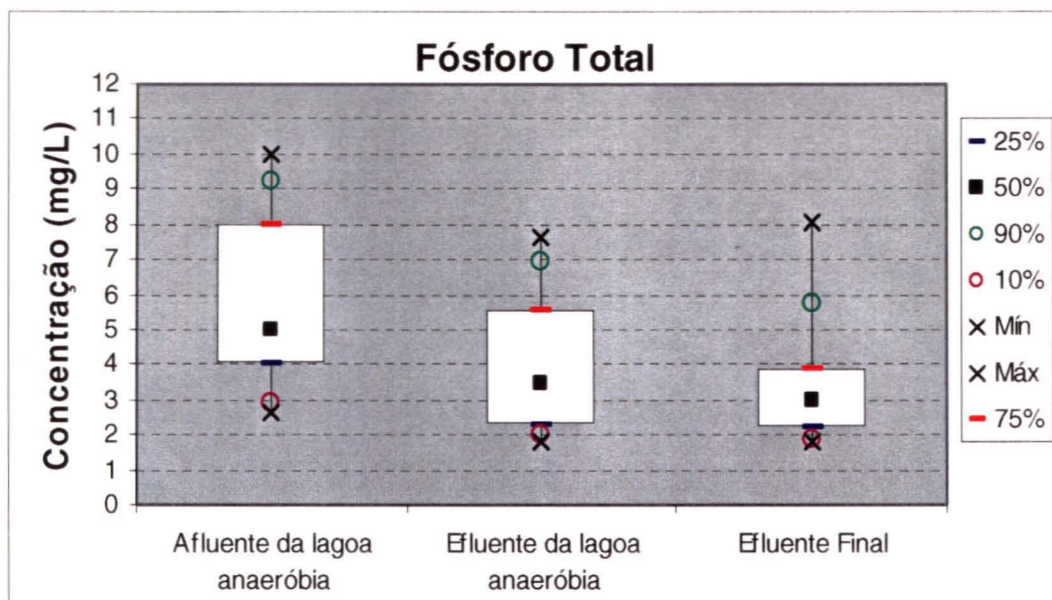 Fósforo Total
Concentração (mg/L)
12
11
10
9
8
7
6
5
4
3
2
1
0
Afluente da lagoa
anaeróbia
Efluente da lagoa
anaeróbia
Efluente Final
25%
50%
90%
10%
Mín
Máx
75%